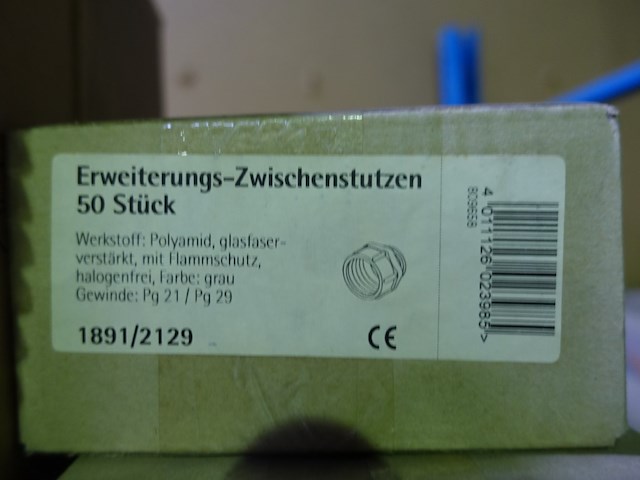 Erweiterungs-Zwischenstutzen
50 Stück
Werkstoff: Polyamid, glasfaser-
verstärkt, mit Flammschutz,
halogenfrei, Farbe: grau
Gewinde: Pg 21 / Pg 29
1891/2129
CE
4 011126 023985 >